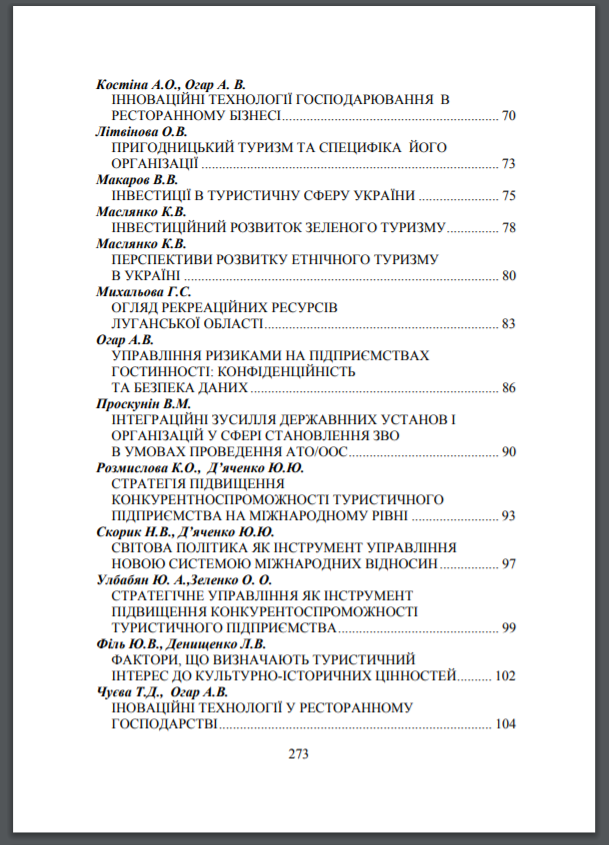 Костіна А.О., Огар А. В.
ІННОВАЦІЙНІ ТЕХНОЛОГІЇ ГОСПОДАРЮВАННЯ В
РЕСТОРАННОМУ БІЗНЕСІ........................................................ 70
Літвінова О.В.
ПРИГОДНИЦЬКИЙ ТУРИЗМ ТА СПЕЦИФІКА ЙОГО
ОРГАНІЗАЦІЇ .............................................................................. 73
Макаров В.В.
ІНВЕСТИЦІЇ В ТУРИСТИЧНУ СФЕРУ УКРАЇНИ ..................... 75
Маслянко К.В.
ІНВЕСТИЦІЙНИЙ РОЗВИТОК ЗЕЛЕНОГО ТУРИЗМУ............. 78
Маслянко К.В.
ПЕРСПЕКТИВИ РОЗВИТКУ ЕТНІЧНОГО ТУРИЗМУ
В УКРАЇНІ .................................................................................. 80
Михальова Г.С.
ОГЛЯД РЕКРЕАЦІЙНИХ РЕСУРСІВ
ЛУГАНСЬКОЇ ОБЛАСТІ............................................................. 83
Огар А.В.
УПРАВЛІННЯ РИЗИКАМИ НА ПІДПРИЄМСТВАХ
ГОСТИННОСТІ: КОНФІДЕНЦІЙНІСТЬ
ТА БЕЗПЕКА ДАНИХ ................................................................ 86
Проскунін В.М.
ІНТЕГРАЦІЙНІ ЗУСИЛЛЯ ДЕРЖАВННИХ УСТАНОВ І
ОРГАНІЗАЦІЙ У СФЕРІ СТАНОВЛЕННЯ ЗВО
В УМОВАХ ПРОВЕДЕННЯ АТО/ООС....................................... 90
Розмислова К.О., Д’яченко Ю.Ю.
СТРАТЕГІЯ ПІДВИЩЕННЯ
КОНКУРЕНТНОСПРОМОЖНОСТІ ТУРИСТИЧНОГО
ПІДПРИЄМСТВА НА МІЖНАРОДНОМУ РІВНІ ...................... 93
Скорик Н.В., Д’яченко Ю.Ю.
СВІТОВА ПОЛІТИКА ЯК ІНСТРУМЕНТ УПРАВЛІННЯ
НОВОЮ СИСТЕМОЮ МІЖНАРОДНИХ ВІДНОСИН............... 97
Улбабян Ю. А.,Зеленко О. О.
СТРАТЕГІЧНЕ УПРАВЛІННЯ ЯК ІНСТРУМЕНТ
ПІДВИЩЕННЯ КОНКУРЕНТОСПРОМОЖНОСТІ
ТУРИСТИЧНОГО ПІДПРИЄМСТВА......................................... 99
Філь Ю.В., Денищенко Л.В.
ФАКТОРИ, ЩО ВИЗНАЧАЮТЬ ТУРИСТИЧНИЙ
ІНТЕРЕС ДО КУЛЬТУРНО-ІСТОРИЧНИХ ЦІННОСТЕЙ.......... 102
Чуєва Т.Д., Огар А.В.
ІНОВАЦІЙНІ ТЕХНОЛОГІЇ У РЕСТОРАННОМУ
ГОСПОДАРСТВІ....................................................................... 104
273